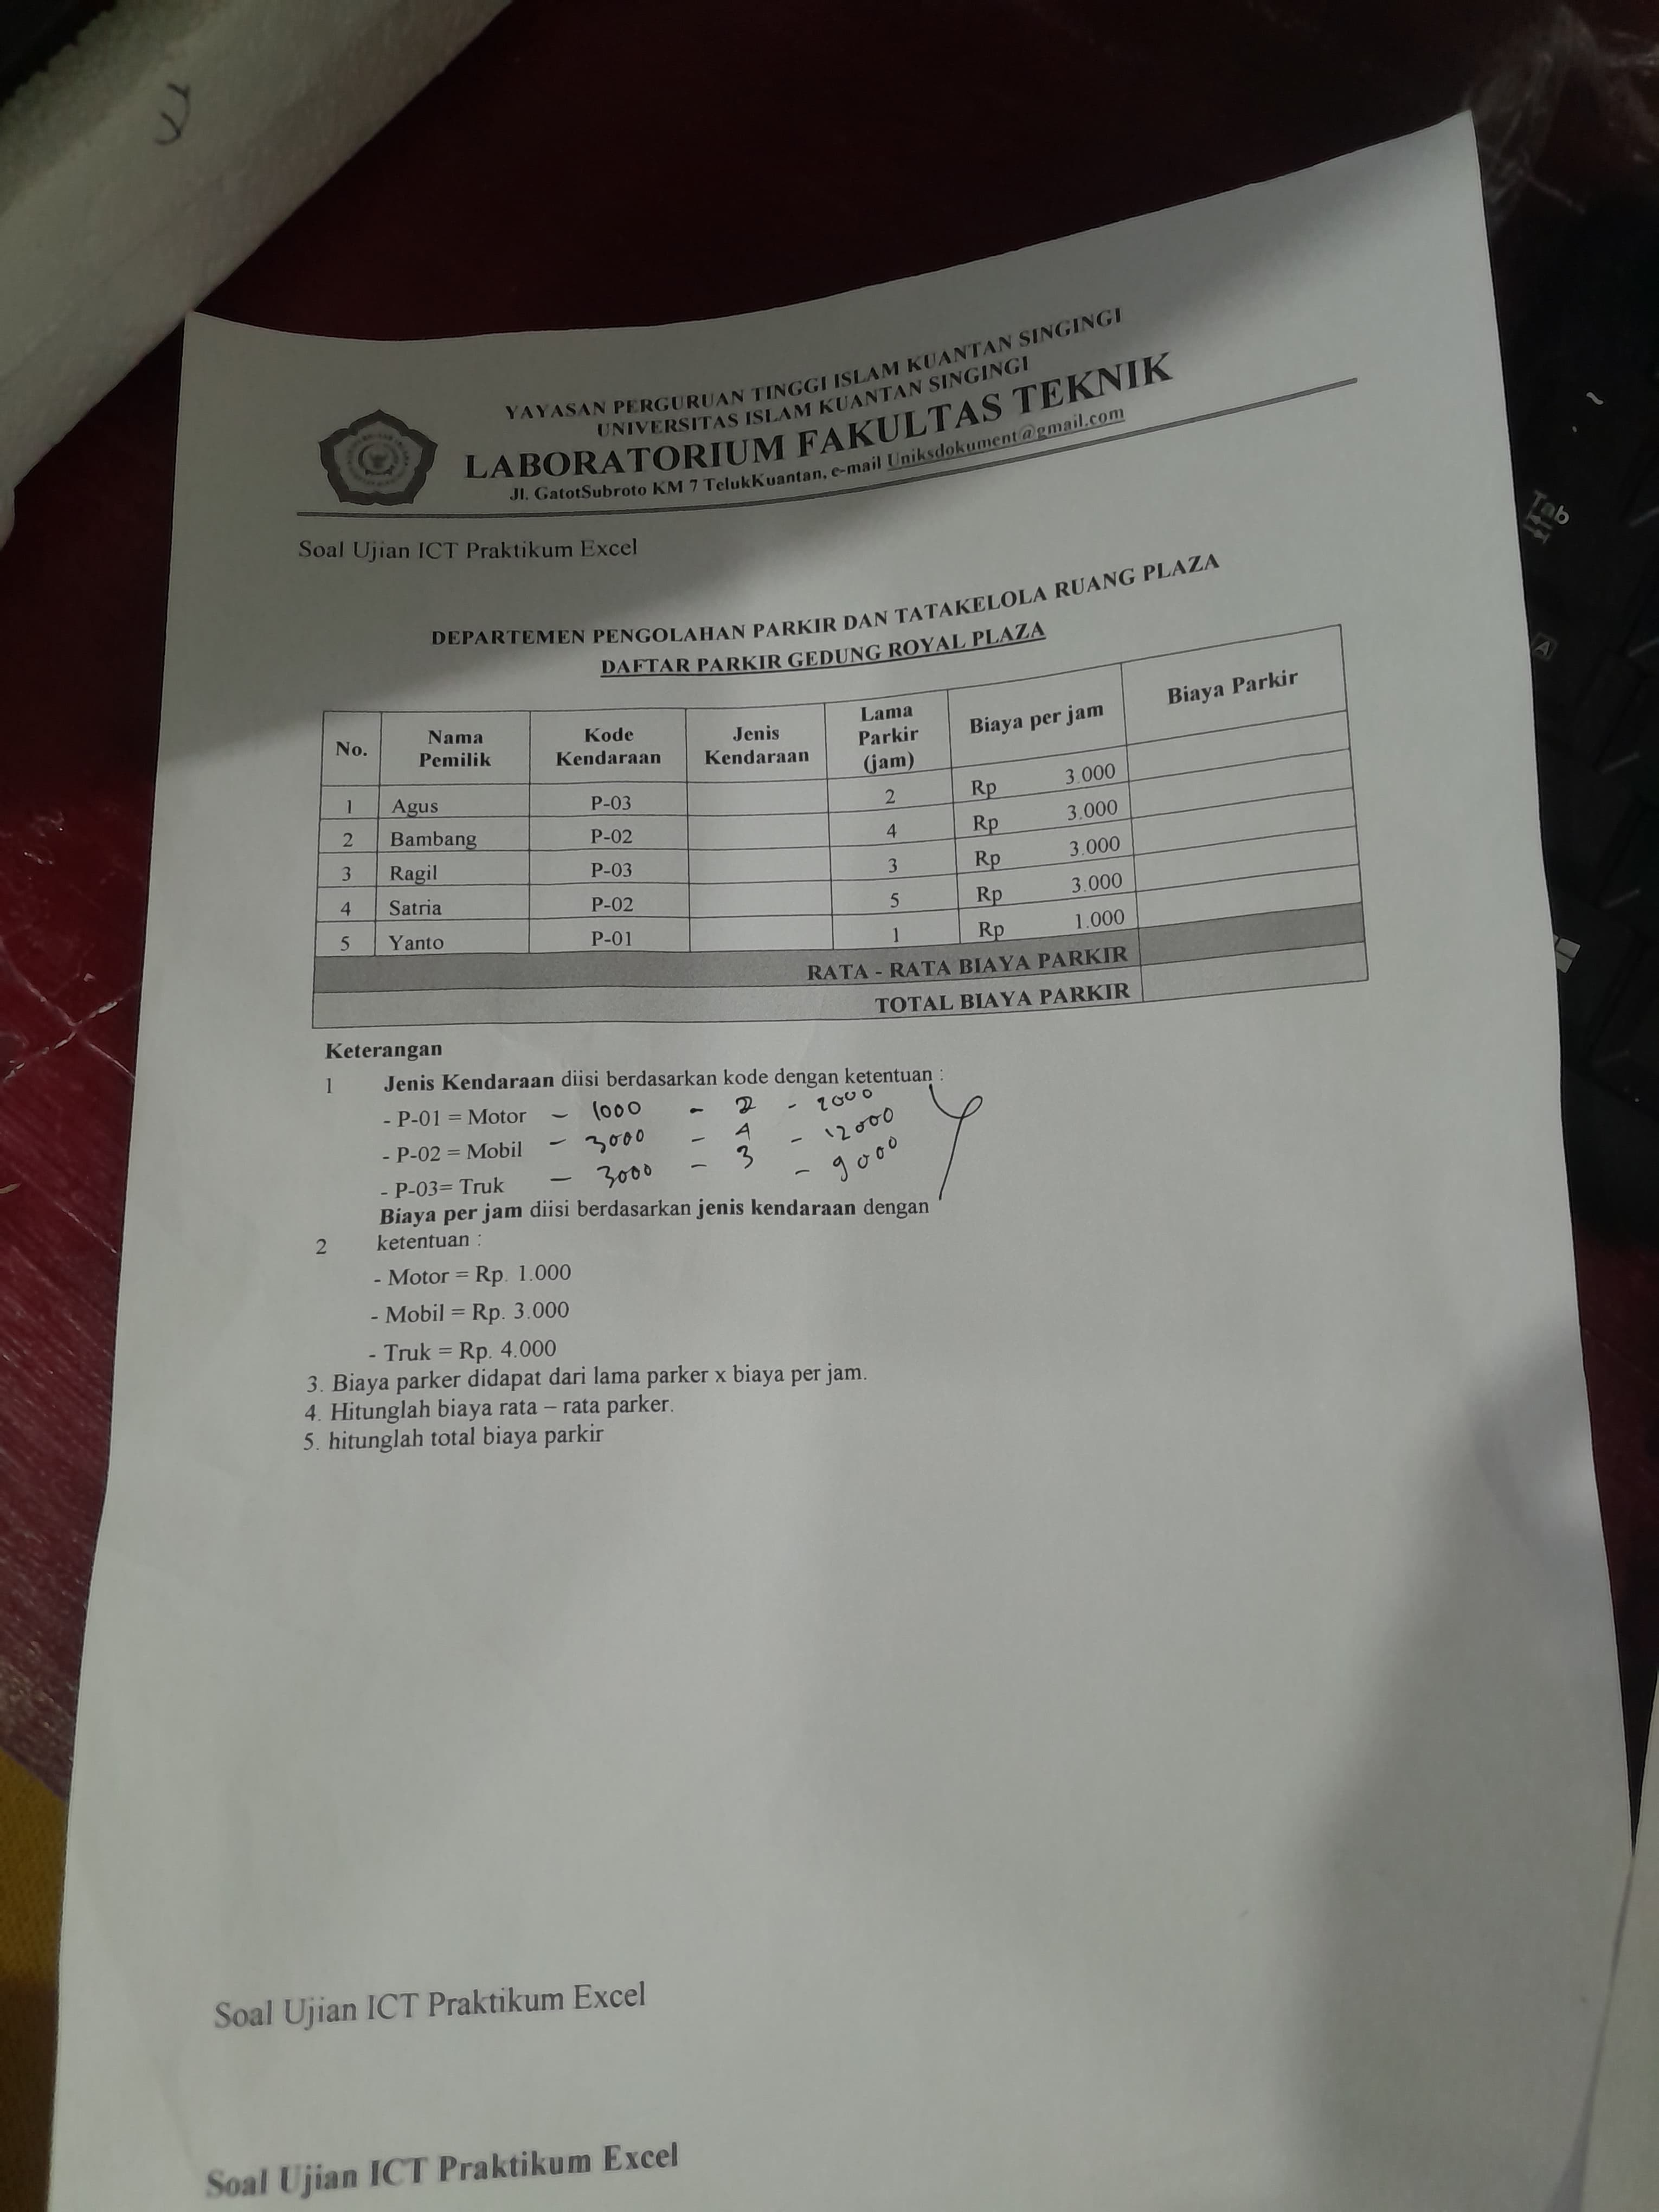 YAYASAN PERGURUAN TINGGI ISLAM KUANTAN SINGINGI
UNIVERSITAS ISLAM KUANTAN SINGINGI
LABORATORIUM FAKULTAS TEKNIK
Jl. GatotSubroto KM 7 TelukKuantan, e-mail Uniksdokument@gmail.com
Soal Ujian ICT Praktikum Excel
DEPARTEMEN PENGOLAHAN PARKIR DAN TATAKELOLA RUANG PLAZA
DAFTAR PARKIR GEDUNG ROYAL PLAZA
No. Nama Pemilik Kode Kendaraan Jenis Kendaraan Lama Parkir (jam) Biaya per jam Biaya Parkir
1 Agus P-03 2 Rp 3.000
2 Bambang P-02 4 Rp 3.000
3 Ragil P-03 3 Rp 3.000
4 Satria P-02 5 Rp 3.000
5 Yanto P-01 1 Rp 1.000
RATA - RATA BIAYA PARKIR
TOTAL BIAYA PARKIR
Keterangan
1 Jenis Kendaraan diisi berdasarkan kode dengan ketentuan :
- P-01 = Motor – 1000 - 2 - 2000
- P-02 = Mobil – 3000 – 4 – 12000
- P-03= Truk – 3000 – 3 – 9000
Biaya per jam diisi berdasarkan jenis kendaraan dengan
2 ketentuan :
- Motor = Rp. 1.000
- Mobil = Rp. 3.000
- Truk = Rp. 4.000
3. Biaya parker didapat dari lama parker x biaya per jam.
4. Hitunglah biaya rata – rata parker.
5. hitunglah total biaya parkir
Soal Ujian ICT Praktikum Excel
Soal Ujian ICT Praktikum Excel
Tab
A